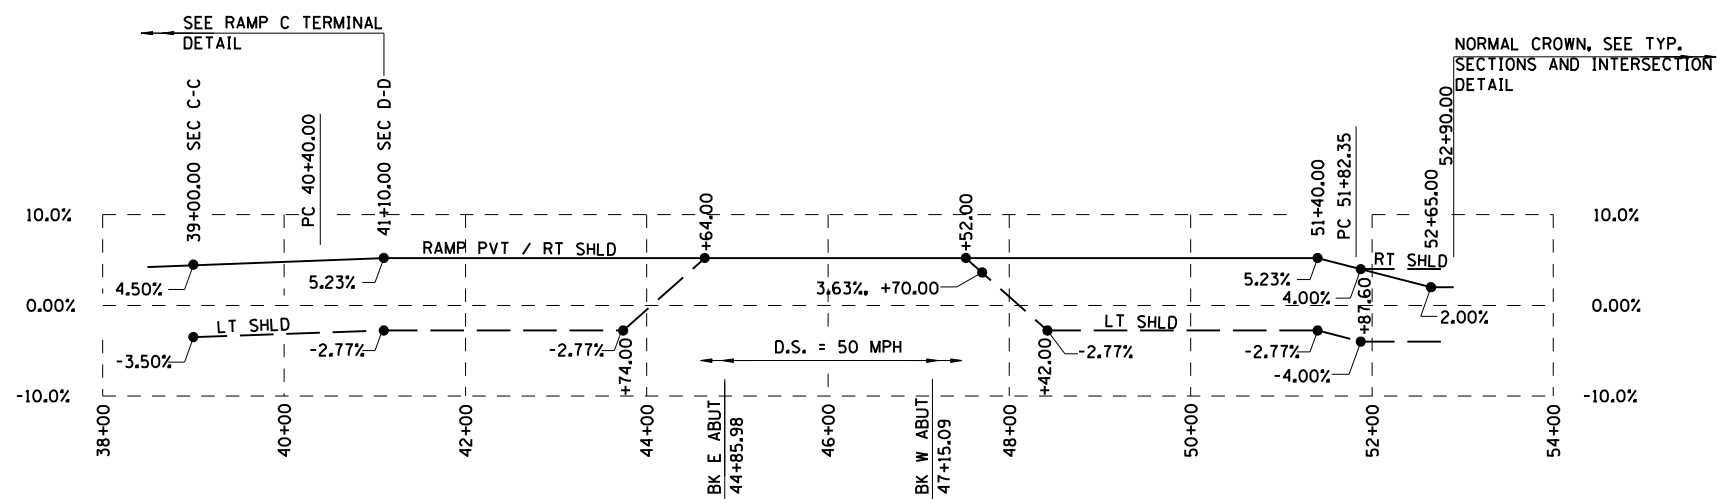 SEE RAMP C TERMINAL
DETAIL
NORMAL CROWN, SEE TYP.
SECTIONS AND INTERSECTION
DETAIL
39+00.00 SEC C-C
PC 40+40.00
41+10.00 SEC D-D
+64.00
+52.00
51+40.00
PC 51+82.35
52+65.00
52+90.00
10.0%
10.0%
RAMP PVT / RT SHLD
RT SHLD
4.50%
5.23%
3.63%, +70.00
5.23%
4.00%
+87.60
2.00%
0.00%
0.00%
LT SHLD
LT SHLD
-3.50%
-2.77%
-2.77%
+74.00
D.S. = 50 MPH
+42.00
-2.77%
-2.77%
-4.00%
-10.0%
-10.0%
38+00
40+00
42+00
44+00
BK E ABUT
44+85.98
46+00
BK W ABUT
47+15.09
48+00
50+00
52+00
54+00